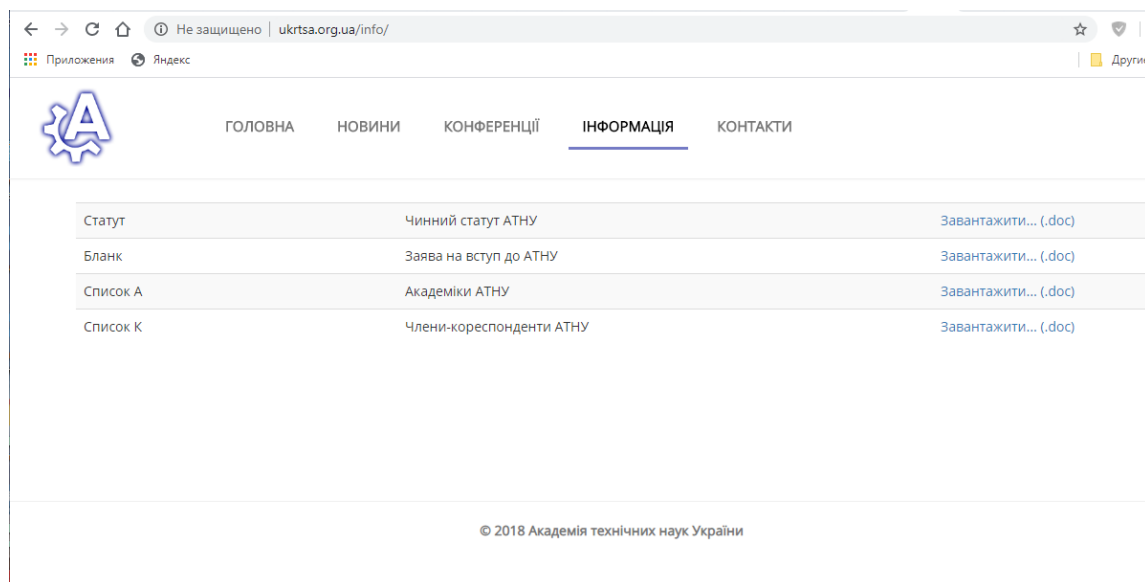 Не защищено | ukrtsa.org.ua/info/
Приложения Яндекс Други
А
ГОЛОВНА НОВИНИ КОНФЕРЕНЦІЇ ІНФОРМАЦІЯ КОНТАКТИ
Статут Чинний статут АТНУ Завантажити... (.doc)
Бланк Заява на вступ до АТНУ Завантажити... (.doc)
Список А Академіки АТНУ Завантажити... (.doc)
Список К Члени-кореспонденти АТНУ Завантажити... (.doc)
© 2018 Академія технічних наук України